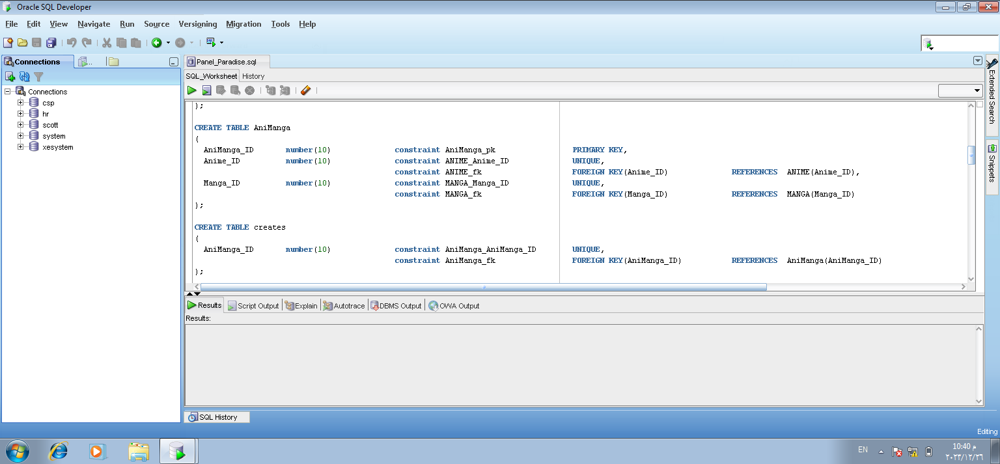 Oracle SQL Developer
File Edit View Navigate Run Source Versioning Migration Tools Help
Connections
Panel_Paradise.sql
SQL_Worksheet History
Connections
csp
hr
scott
system
xesystem
);
CREATE TABLE AniManga
(
AniManga_ID number(10) constraint AniManga_pk PRIMARY KEY,
Anime_ID number(10) constraint ANIME_Anime_ID UNIQUE,
constraint ANIME_fk FOREIGN KEY(Anime_ID) REFERENCES ANIME(Anime_ID),
Manga_ID number(10) constraint MANGA_Manga_ID UNIQUE,
constraint MANGA_fk FOREIGN KEY(Manga_ID) REFERENCES MANGA(Manga_ID)
);
CREATE TABLE creates
(
AniManga_ID number(10) constraint AniManga_AniManga_ID UNIQUE,
constraint AniManga_fk FOREIGN KEY(AniManga_ID) REFERENCES AniManga(AniManga_ID)
);
Extended Search
Snippets
Results Script Output Explain Autotrace DBMS Output OWA Output
Results:
SQL History
Editing
EN
10:40 م
٢٠٢٣/١٢/٢٦